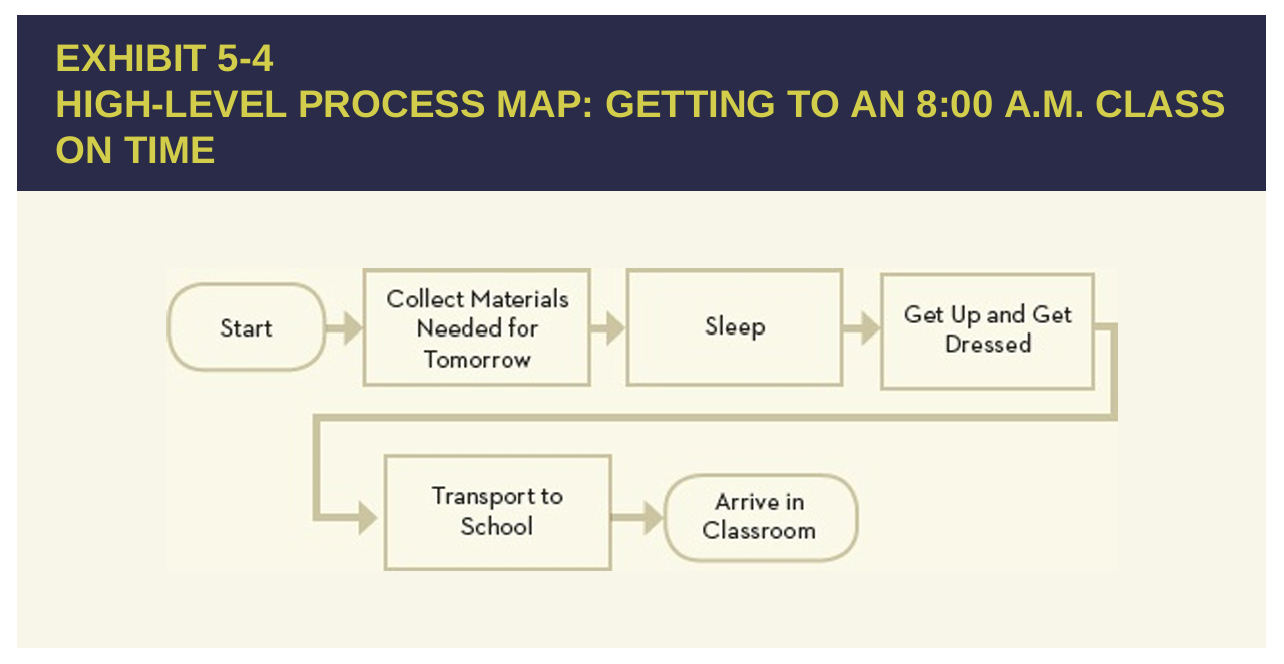 EXHIBIT 5-4
HIGH-LEVEL PROCESS MAP: GETTING TO AN 8:00 A.M. CLASS
ON TIME
Start
Collect Materials
Needed for
Tomorrow
Sleep
Get Up and Get
Dressed
Transport to
School
Arrive in
Classroom